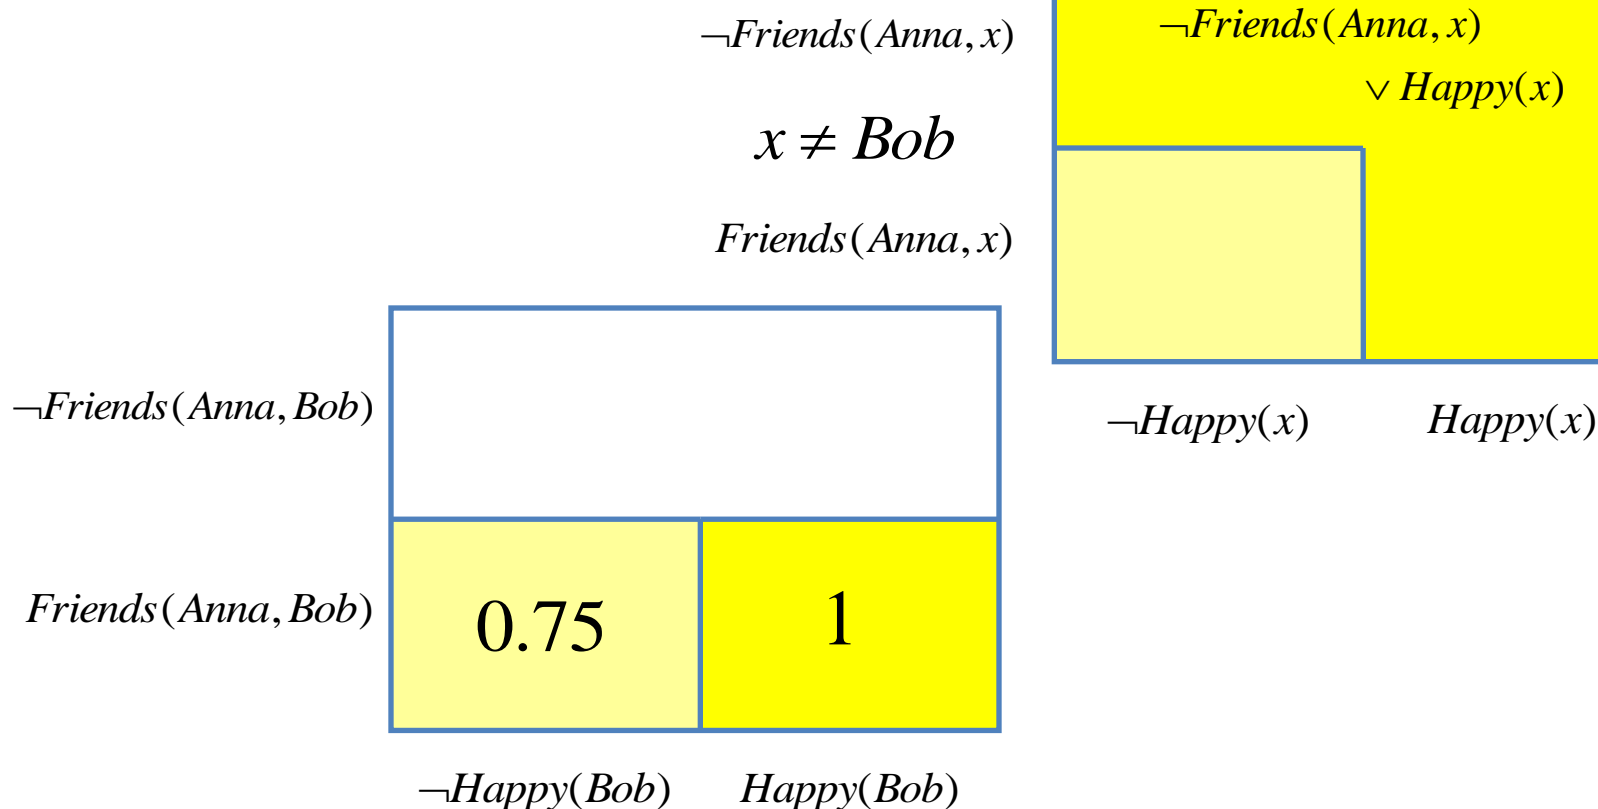 ¬Friends(Anna, x)
¬Friends(Anna, x)
∨ Happy(x)
x ≠ Bob
Friends(Anna, x)
¬Happy(x) Happy(x)
¬Friends(Anna, Bob)
Friends(Anna, Bob)
0.75 1
¬Happy(Bob) Happy(Bob)